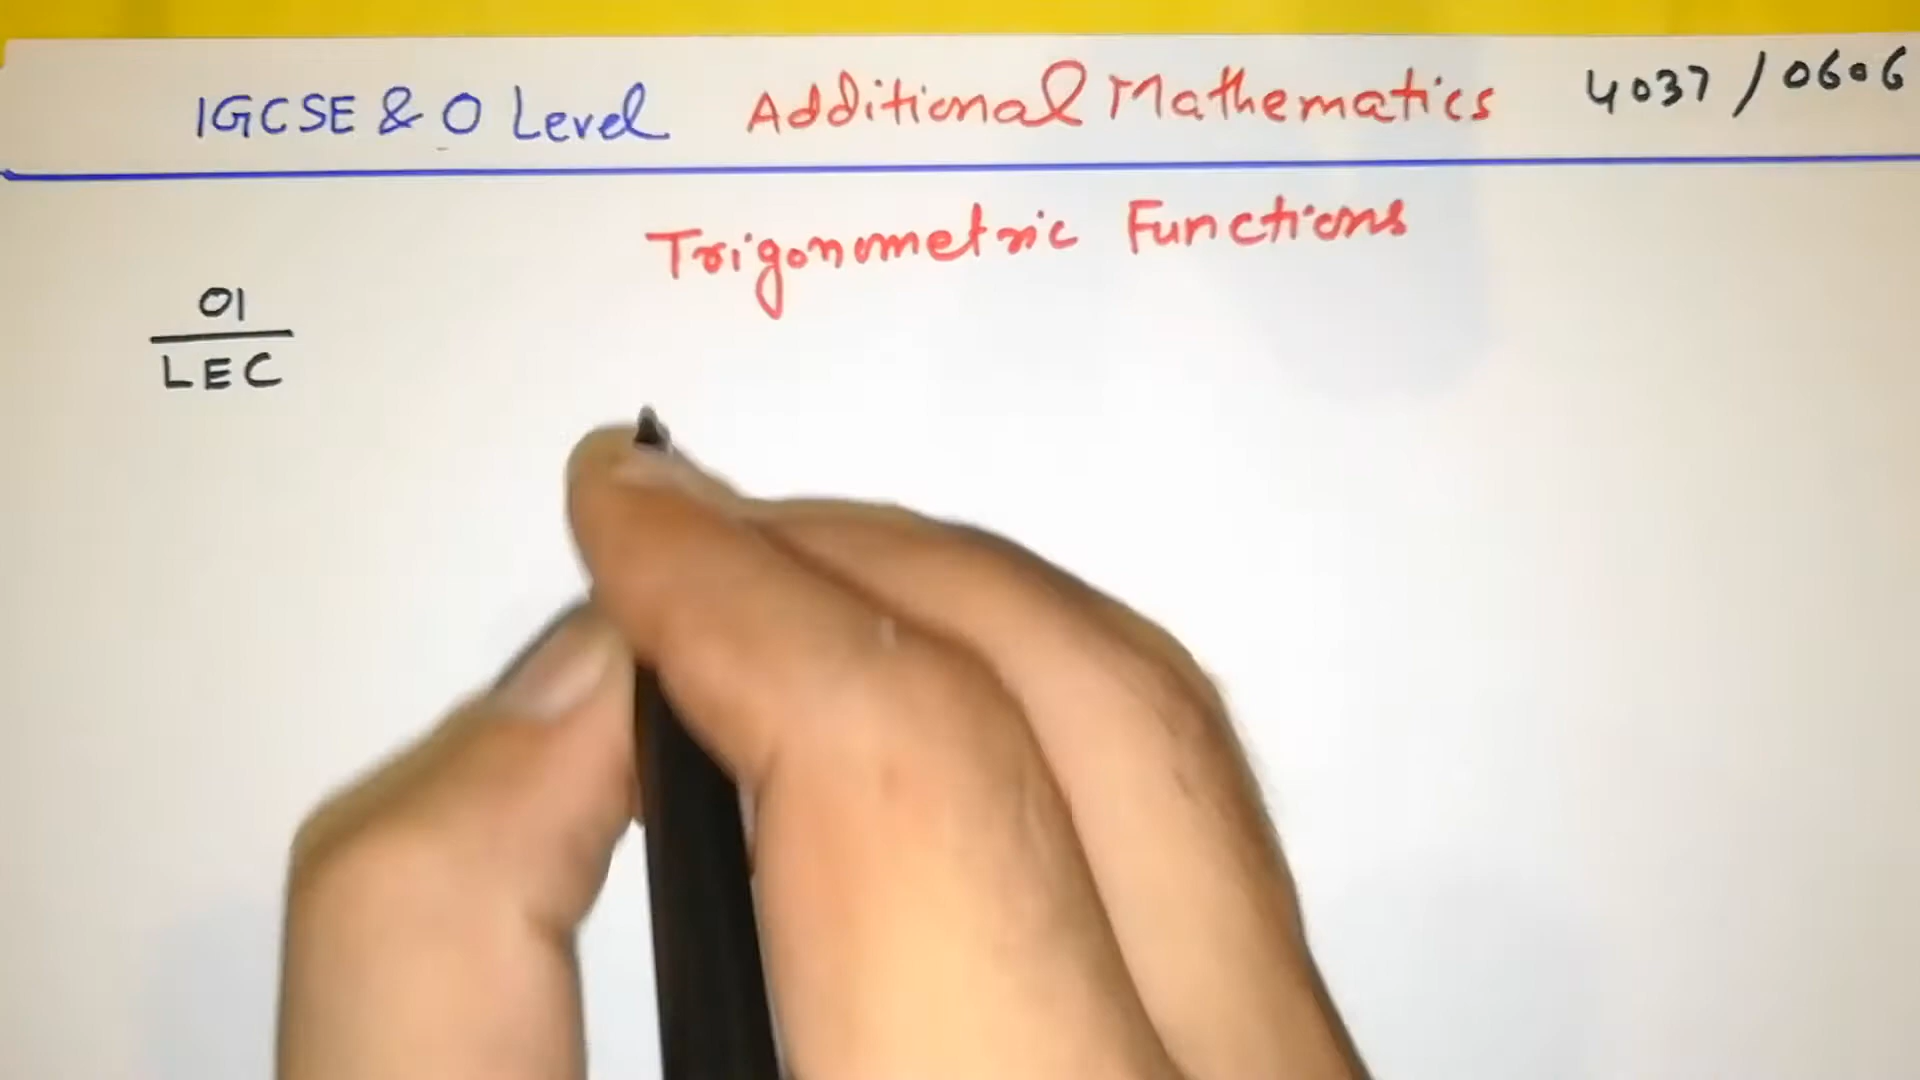 IGCSE & O Level Additional Mathematics 4037 / 0606
Trigonometric Functions
01
LEC